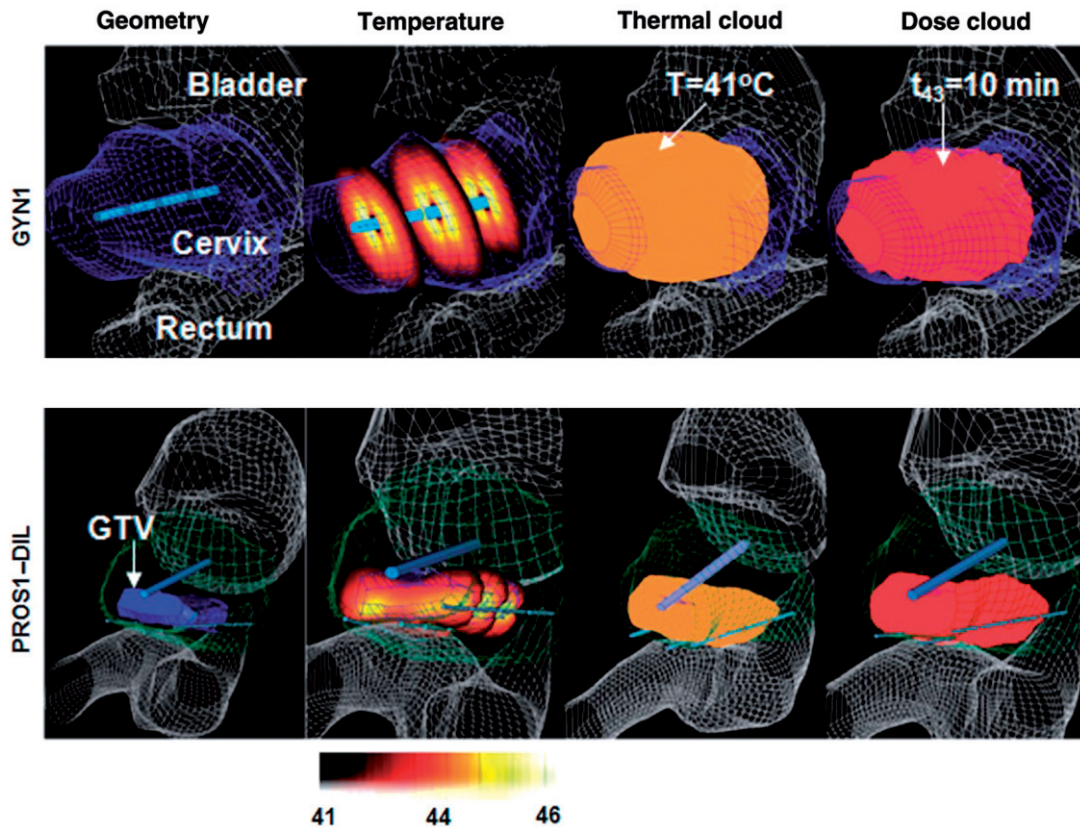 Geometry Temperature Thermal cloud Dose cloud
GYN1
Bladder
Cervix
Rectum
T=41°C
t₄₃=10 min
PROS1–DIL
GTV
41 44 46